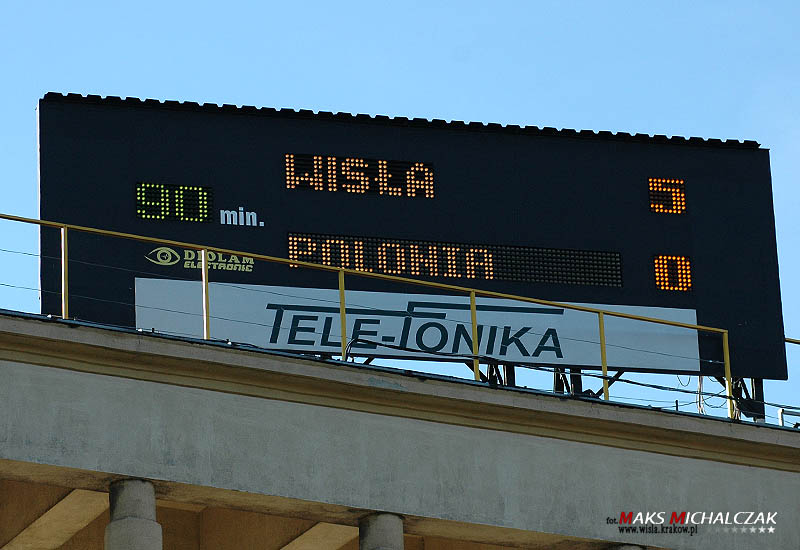 WISŁA 5
90 min.
POLONIA 0
DIOLAM
ELECTRONIC
TELE-FONIKA
fot. MAKS MICHALCZAK
www.wisla.krakow.pl